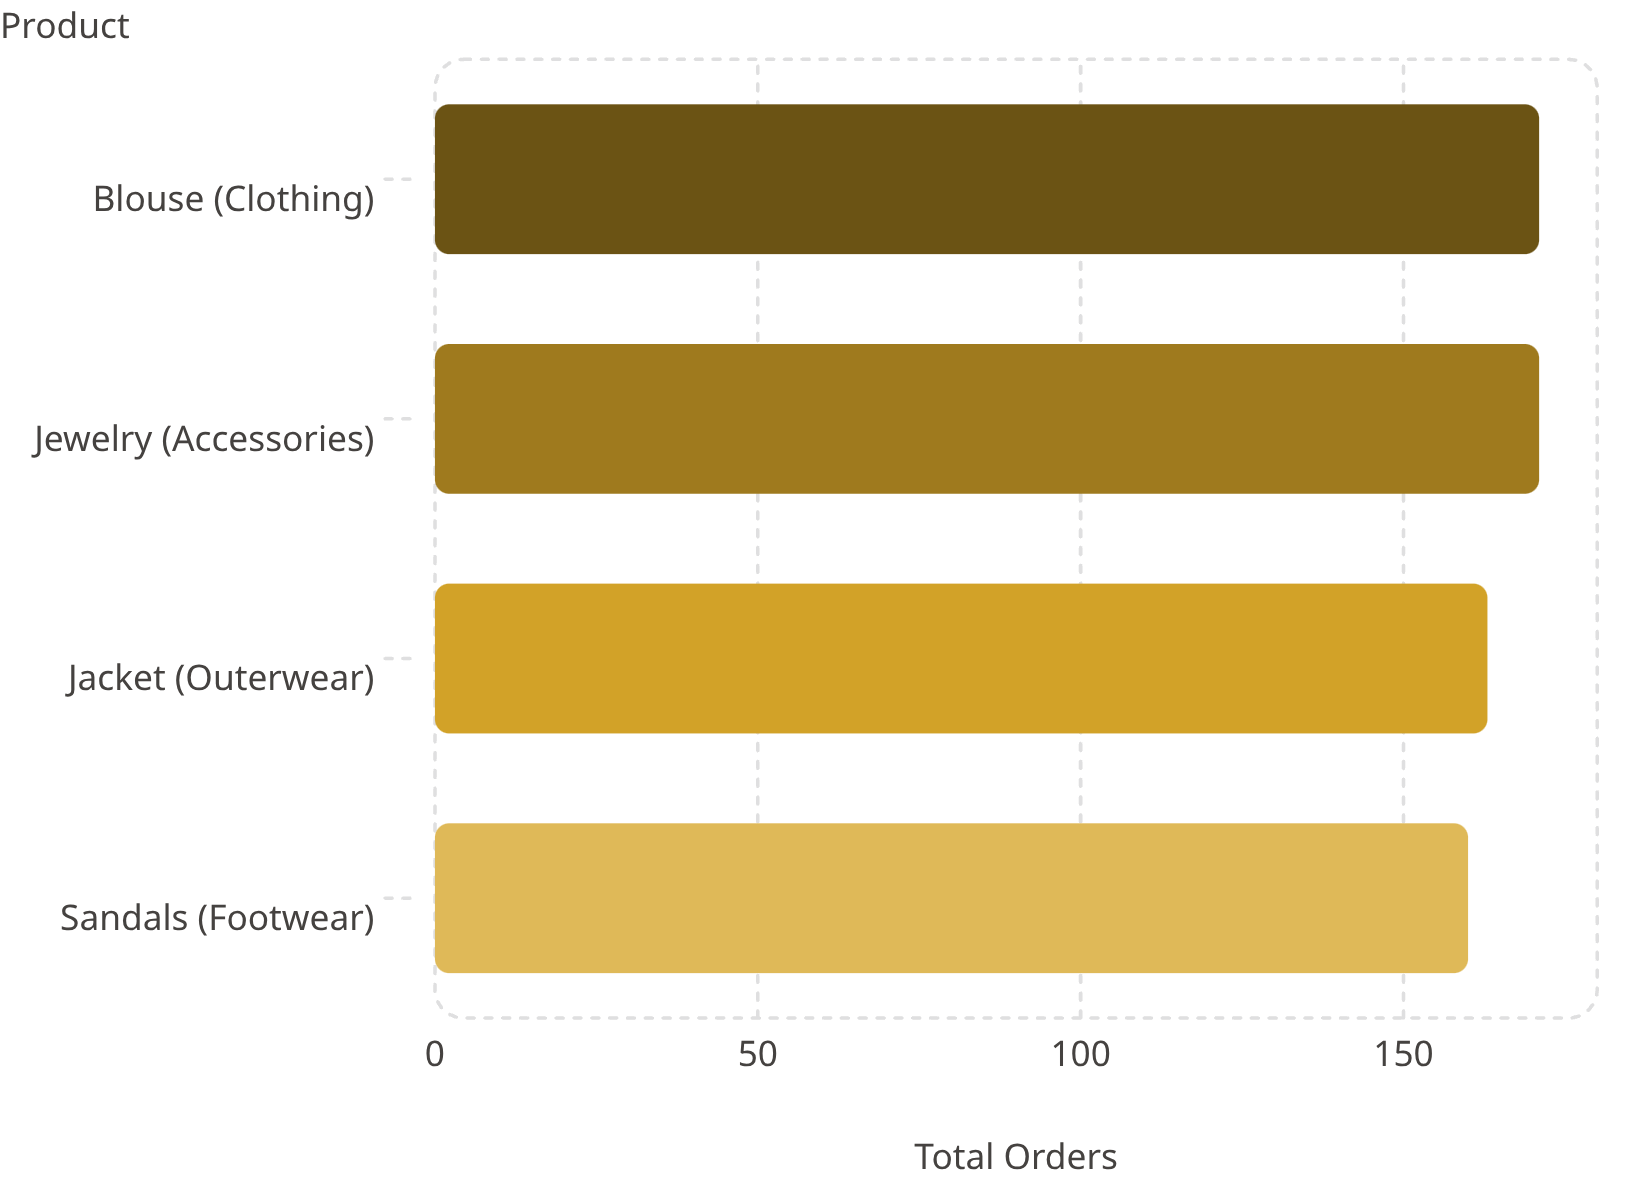 Product
Blouse (Clothing)
Jewelry (Accessories)
Jacket (Outerwear)
Sandals (Footwear)
0 50 100 150
Total Orders